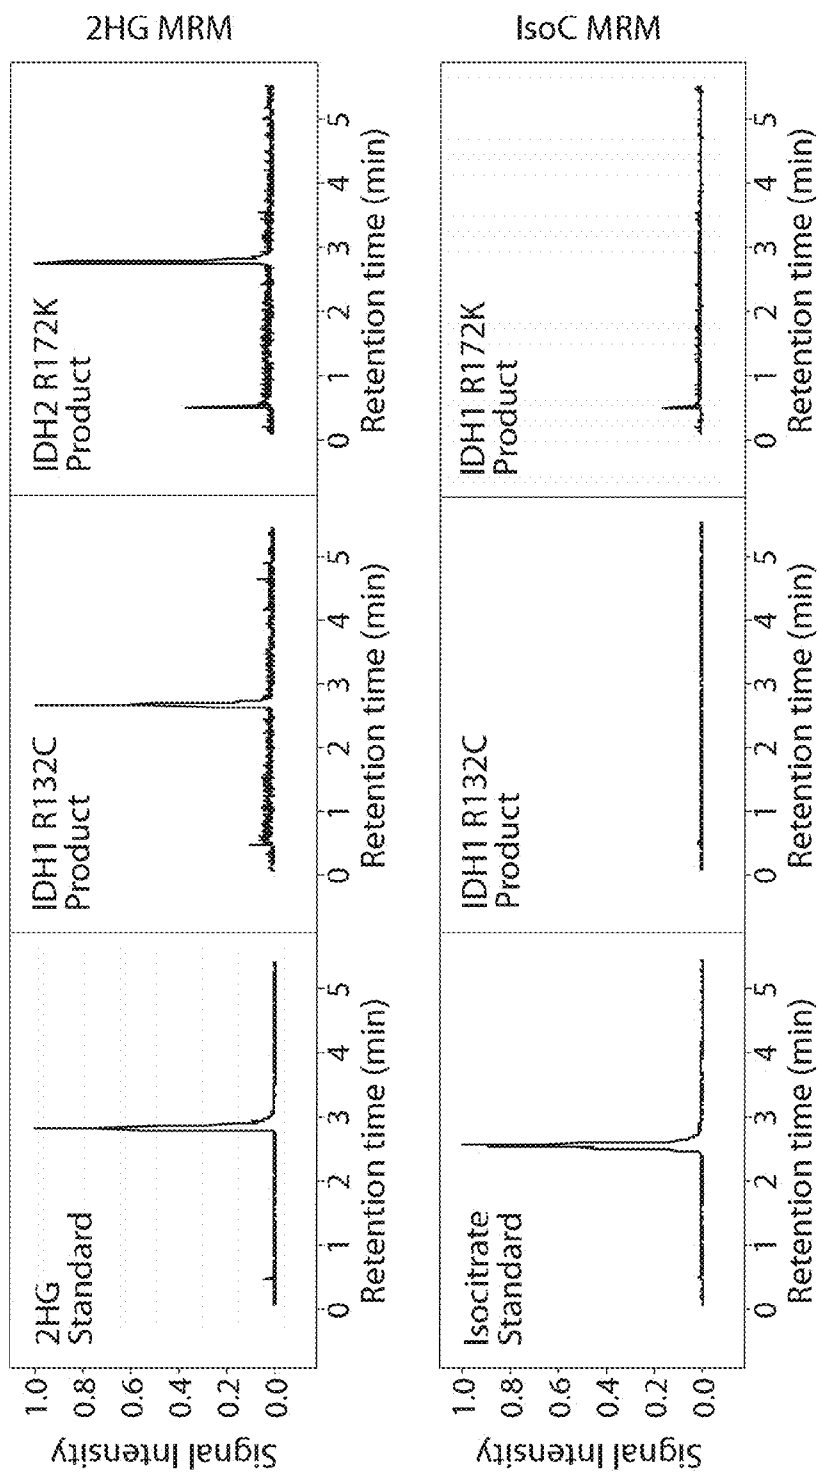 2HG MRM
Signal Intensity
1.0
0.8
0.6
0.4
0.2
0.0
2HG
Standard
0 1 2 3 4 5
Retention time (min)
IDH1 R132C
Product
0 1 2 3 4 5
Retention time (min)
IDH2 R172K
Product
0 1 2 3 4 5
Retention time (min)
IsoC MRM
Signal Intensity
1.0
0.8
0.6
0.4
0.2
0.0
Isocitrate
Standard
0 1 2 3 4 5
Retention time (min)
IDH1 R132C
Product
0 1 2 3 4 5
Retention time (min)
IDH1 R172K
Product
0 1 2 3 4 5
Retention time (min)